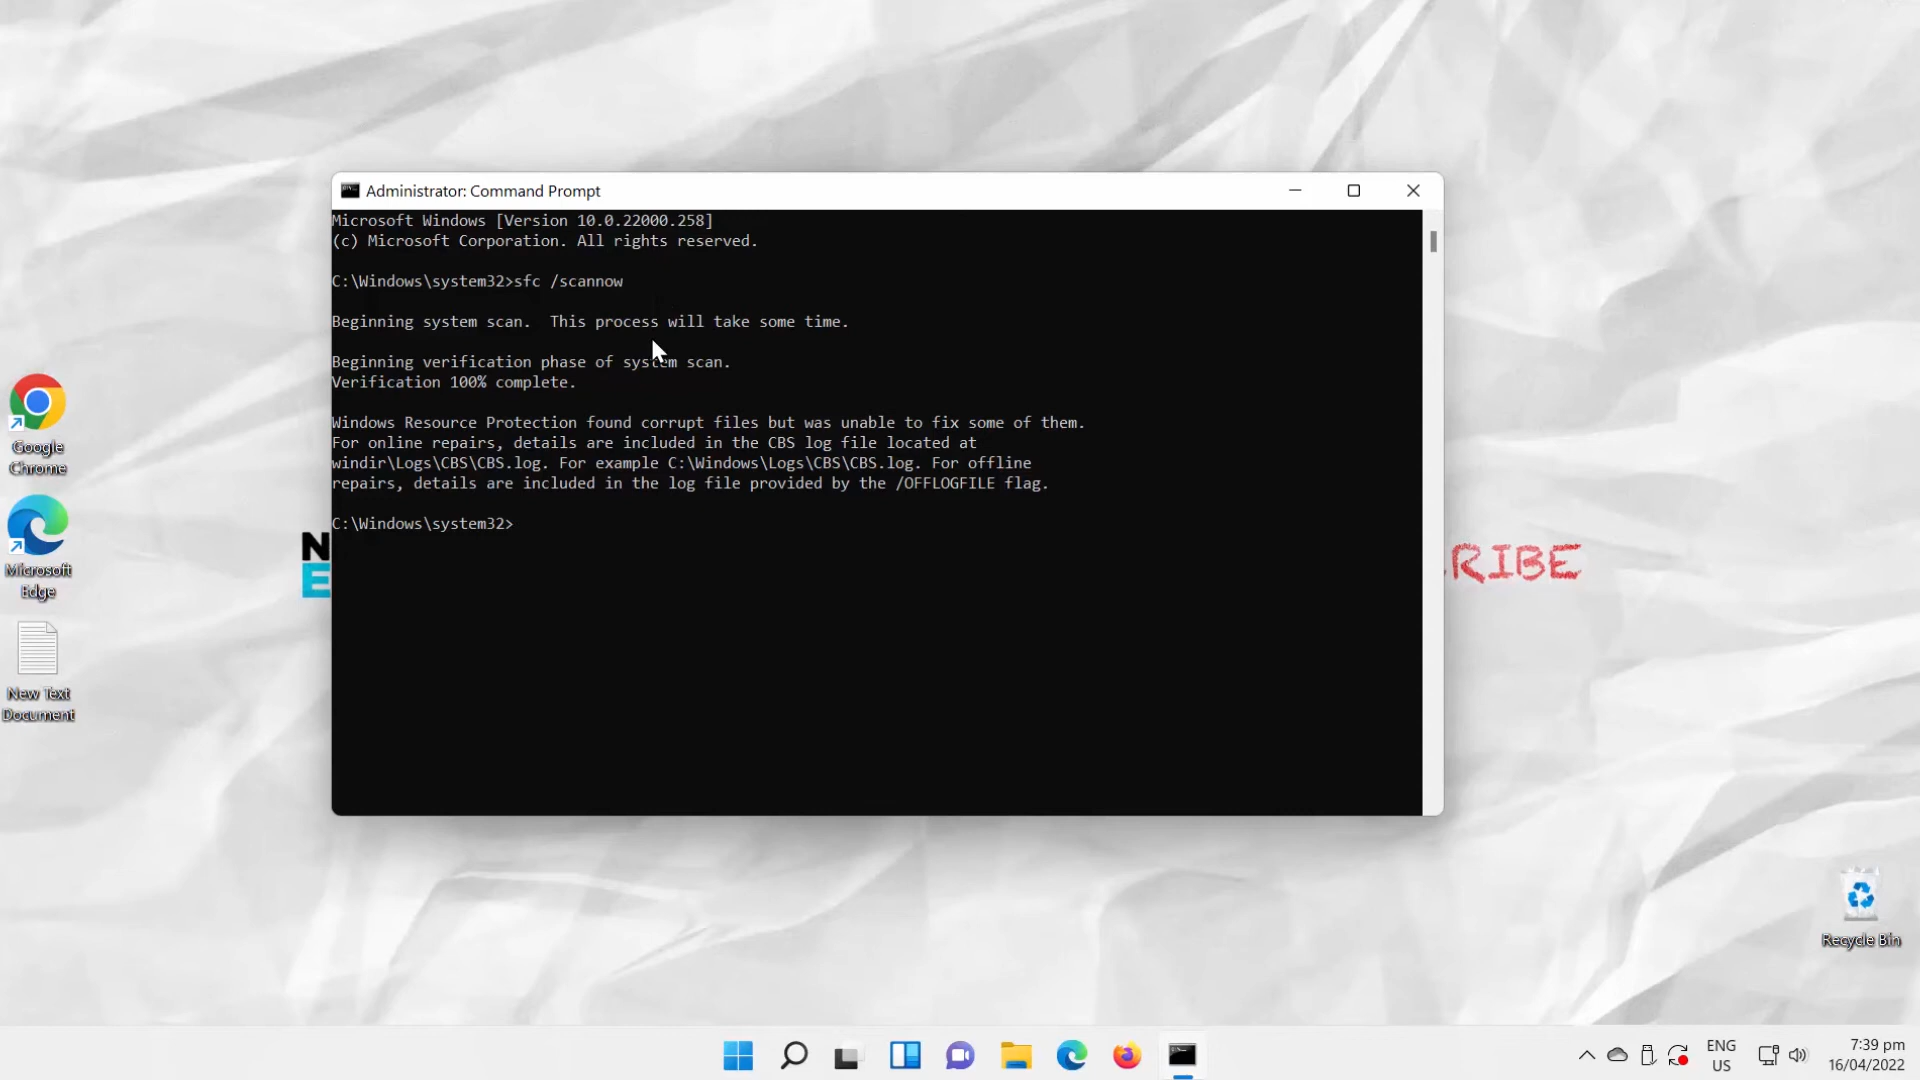 Administrator: Command Prompt
Microsoft Windows [Version 10.0.22000.258]
(c) Microsoft Corporation. All rights reserved.
C:\Windows\system32>sfc /scannow
Beginning system scan.  This process will take some time.
Beginning verification phase of system scan.
Verification 100% complete.
Windows Resource Protection found corrupt files but was unable to fix some of them.
For online repairs, details are included in the CBS log file located at
windir\Logs\CBS\CBS.log. For example C:\Windows\Logs\CBS\CBS.log. For offline
repairs, details are included in the log file provided by the /OFFLOGFILE flag.
C:\Windows\system32>
Google
Chrome
Microsoft
Edge
New Text
Document
N
E
RIBE
Recycle Bin
ENG
US
7:39 pm
16/04/2022